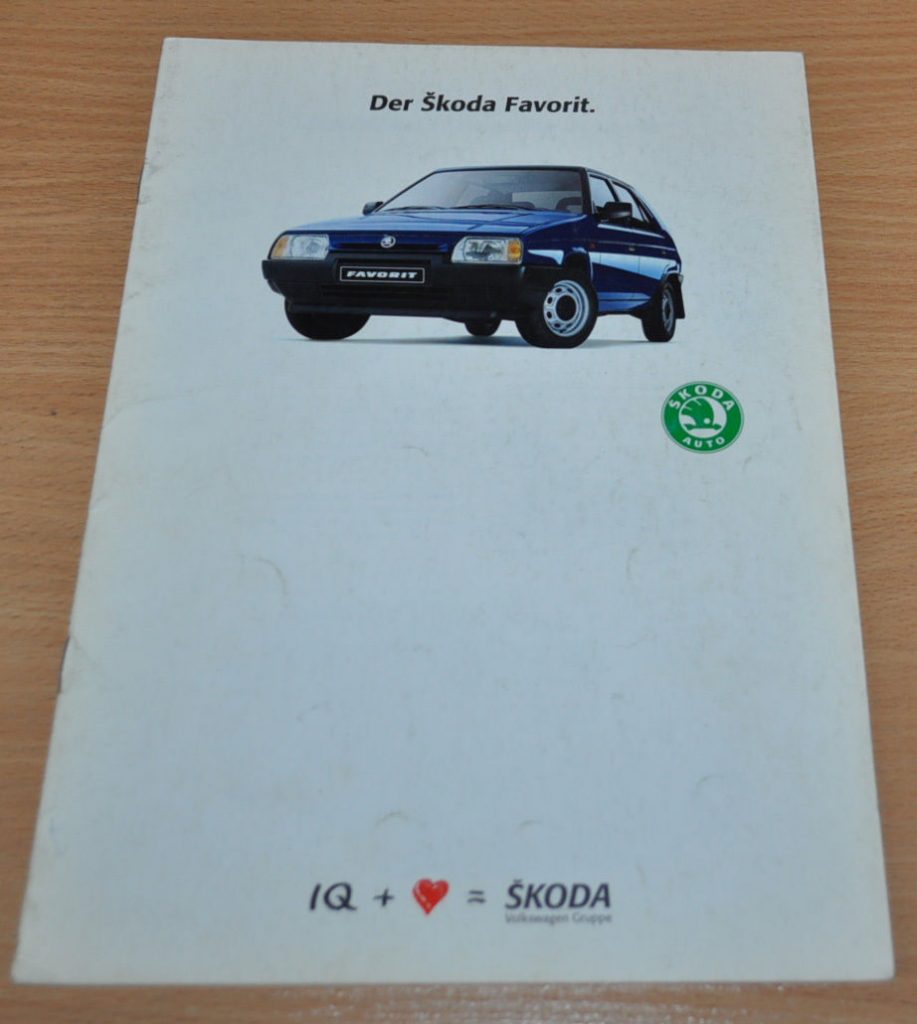 Der Škoda Favorit.
FAVORIT
ŠKODA
AUTO
IQ + ❤ = ŠKODA
Volkswagen Gruppe